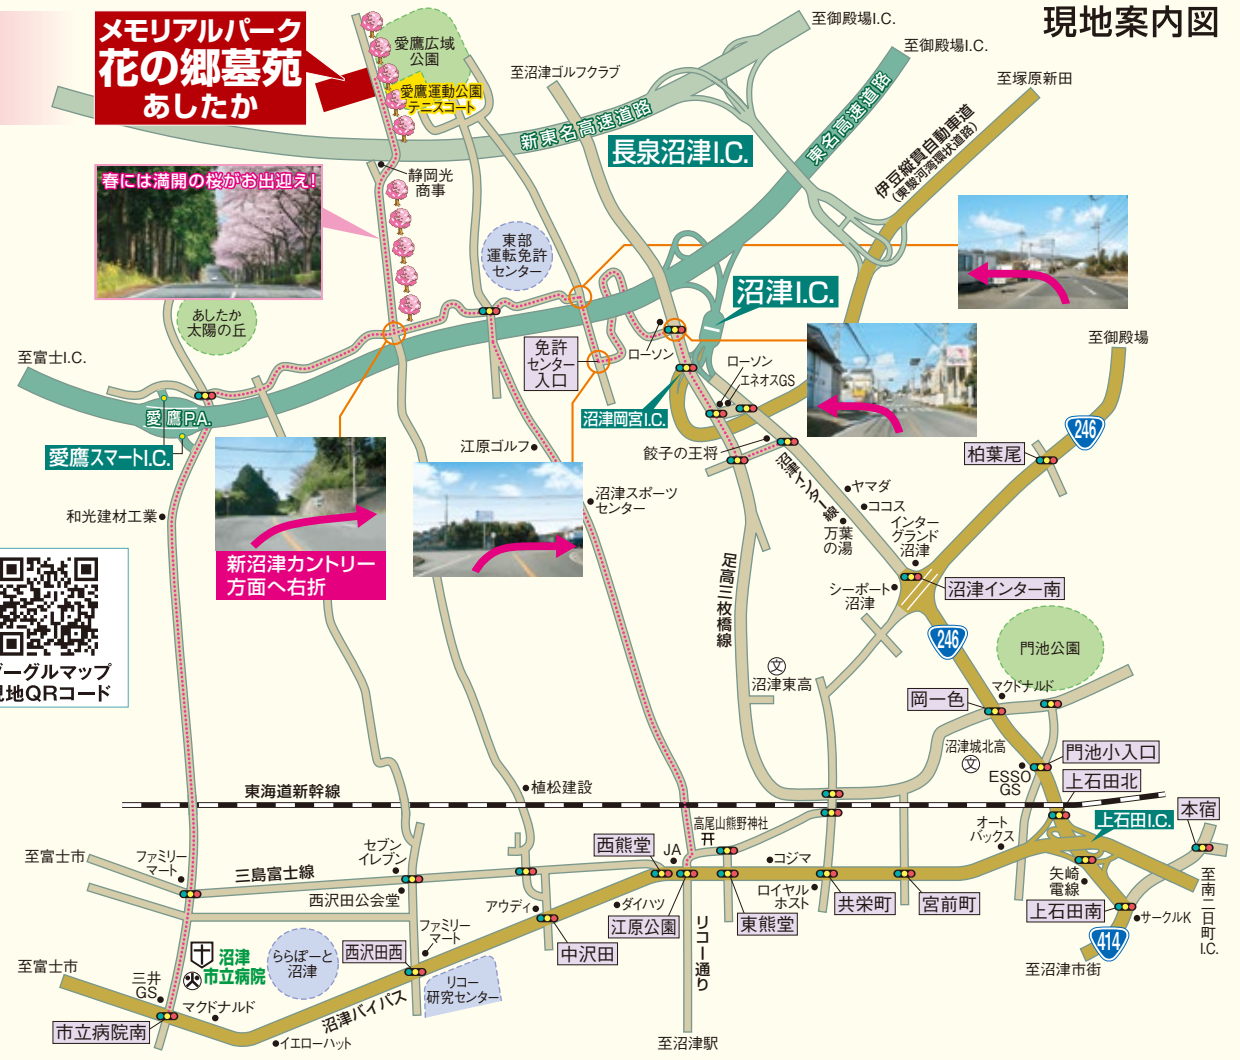 現地案内図
メモリアルパーク
花の郷墓苑
あしたか
愛鷹広域
公園
愛鷹運動公園
テニスコート
至沼津ゴルフクラブ
至御殿場I.C.
至御殿場I.C.
至塚原新田
新東名高速道路
長泉沼津I.C.
東名高速道路
伊豆縦貫自動車道
(東駿河湾環状道路)
春には満開の桜がお出迎え!
静岡光
商事
東部
運転免許
センター
沼津I.C.
あしたか
太陽の丘
至富士I.C.
免許
センター
入口
ローソン
ローソン
エネオスGS
至御殿場
愛鷹P.A.
沼津岡宮I.C.
246
愛鷹スマートI.C.
江原ゴルフ
餃子の王将
柏葉尾
沼津インター線
沼津スポーツ
センター
ヤマダ
ココス
万葉
の湯
インター
グランド
沼津
和光建材工業
新沼津カントリー
方面へ右折
足高三枚橋線
シーポート
沼津
沼津インター南
246
門池公園
グーグルマップ
現地QRコード
文
沼津東高
マクドナルド
岡一色
沼津城北高
文
門池小入口
ESSO
GS
上石田北
東海道新幹線
植松建設
高尾山熊野神社
オート
バックス
上石田I.C.
本宿
至富士市
ファミリー
マート
三島富士線
セブン
イレブン
西熊堂
JA
コジマ
西沢田公会堂
アウディ
ダイハツ
ロイヤル
ホスト
共栄町
宮前町
矢崎
電線
至南二日町I.C.
江原公園
東熊堂
上石田南
サークルK
ファミリー
マート
中沢田
リコー通り
414
至沼津市街
沼津
市立病院
ららぽーと
沼津
西沢田西
リコー
研究センター
至富士市
三井
GS
マクドナルド
沼津バイパス
市立病院南
イエローハット
至沼津駅